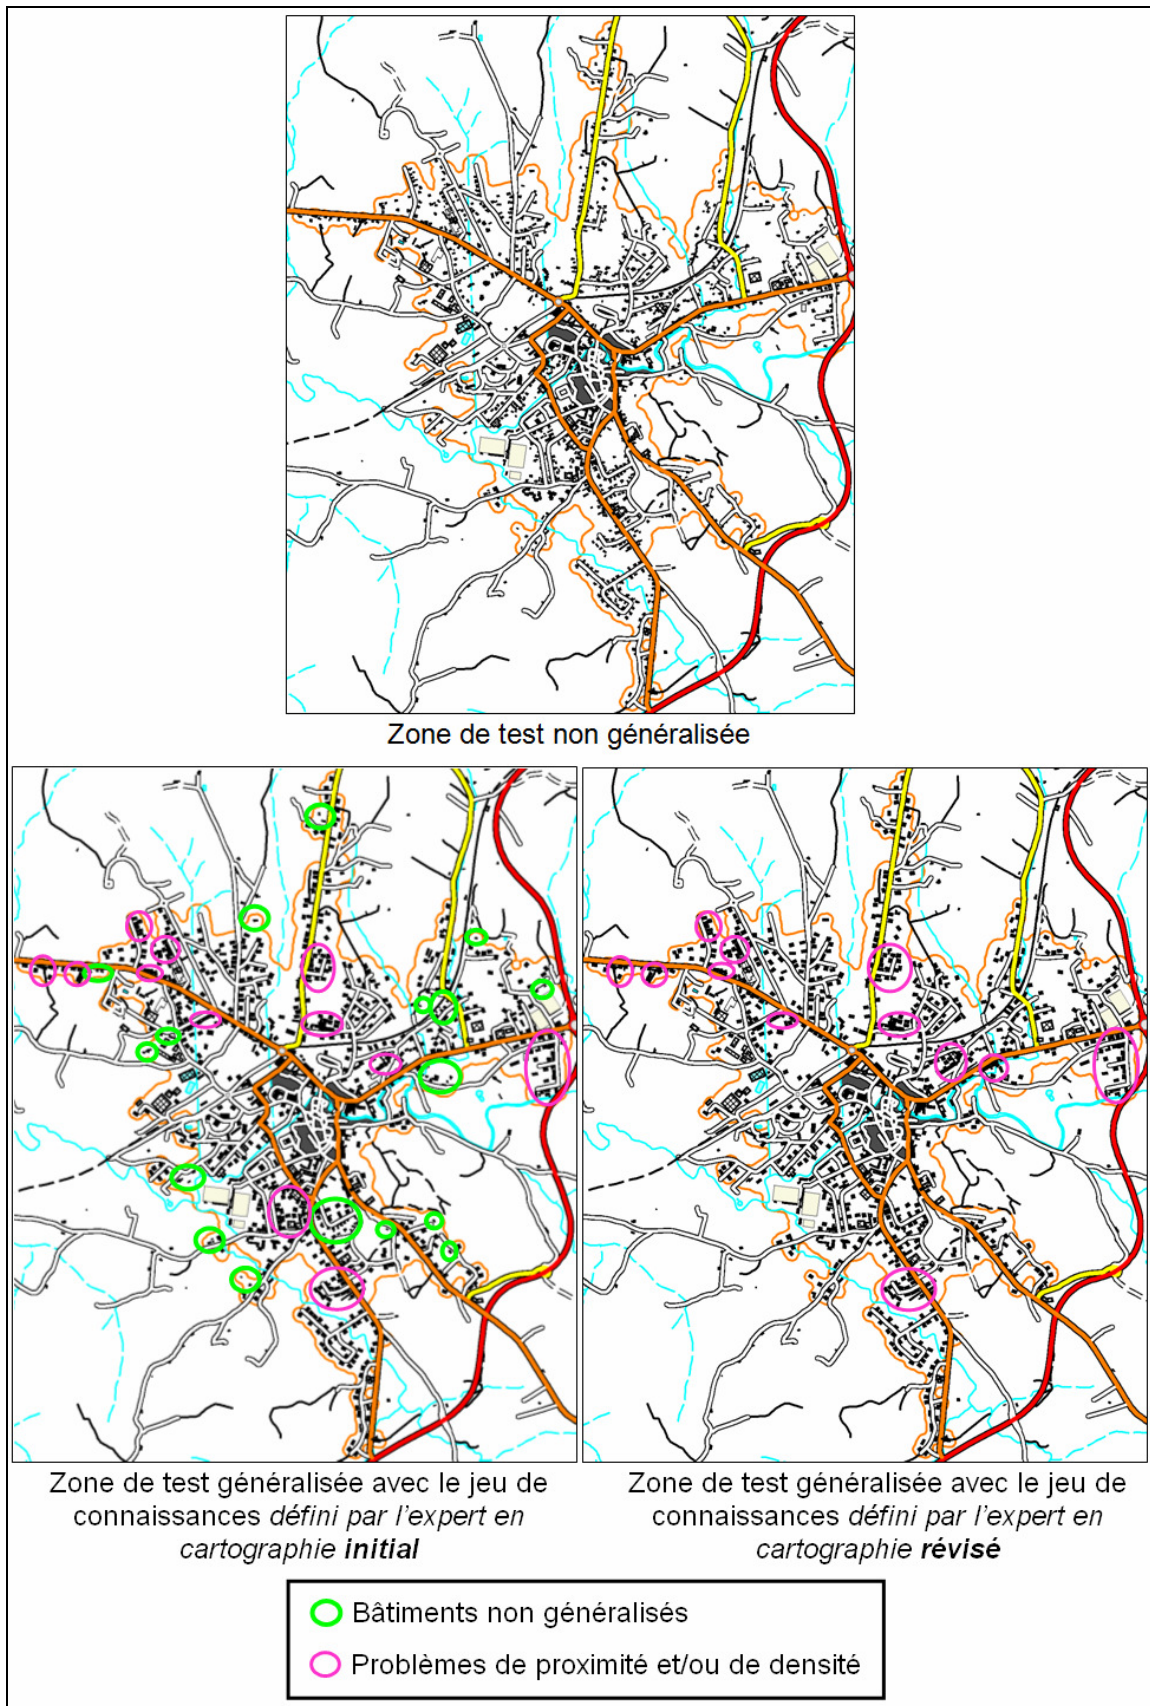 Zone de test non généralisée
Zone de test généralisée avec le jeu de
connaissances défini par l'expert en
cartographie initial
Zone de test généralisée avec le jeu de
connaissances défini par l'expert en
cartographie révisé
Bâtiments non généralisés
Problèmes de proximité et/ou de densité